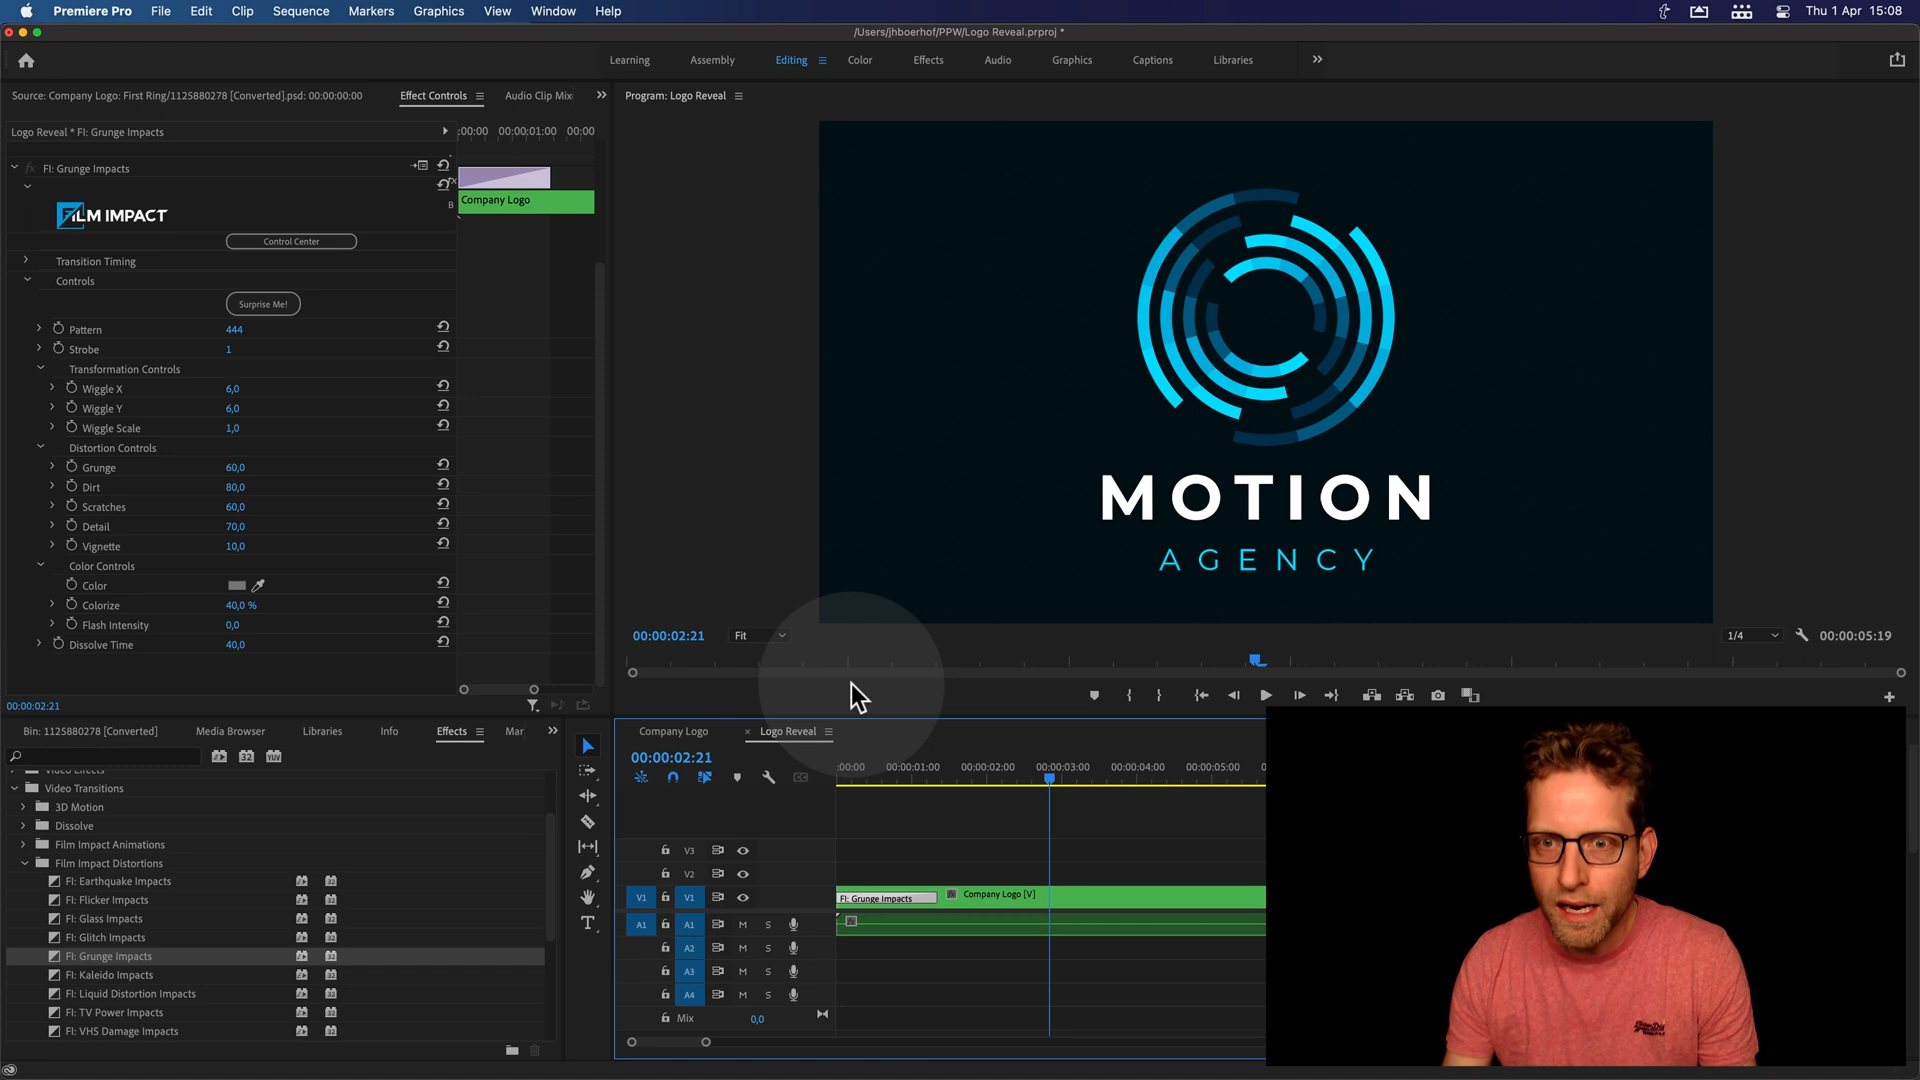 Premiere Pro File Edit Clip Sequence Markers Graphics View Window Help Thu 1 Apr 15:08
/Users/jhboerhof/PPW/Logo Reveal.prproj *
Learning Assembly Editing Color Effects Audio Graphics Captions Libraries
Source: Company Logo: First Ring/1125880278 [Converted].psd: 00:00:00:00 Effect Controls Audio Clip Mix
Program: Logo Reveal
Logo Reveal * FI: Grunge Impacts
;00:00 00:00:01:00 00:00
FI: Grunge Impacts
Company Logo
FILM IMPACT
Control Center
Transition Timing
Controls
Surprise Me!
Pattern 444
Strobe 1
Transformation Controls
Wiggle X 6,0
Wiggle Y 6,0
Wiggle Scale 1,0
Distortion Controls
Grunge 60,0
Dirt 80,0
Scratches 60,0
Detail 70,0
Vignette 10,0
Color Controls
Color
Colorize 40,0 %
Flash Intensity 0,0
Dissolve Time 40,0
00:00:02:21
MOTION
AGENCY
00:00:02:21 Fit 1/4 00:00:05:19
Bin: 1125880278 [Converted] Media Browser Libraries Info Effects Mar
Video Effects
Video Transitions
3D Motion
Dissolve
Film Impact Animations
Film Impact Distortions
FI: Earthquake Impacts
FI: Flicker Impacts
FI: Glass Impacts
FI: Glitch Impacts
FI: Grunge Impacts
FI: Kaleido Impacts
FI: Liquid Distortion Impacts
FI: TV Power Impacts
FI: VHS Damage Impacts
Company Logo × Logo Reveal
00:00:02:21
:00:00 00:00:01:00 00:00:02:00 00:00:03:00 00:00:04:00 00:00:05:00
V3
V2
V1 V1 FI: Grunge Impacts Company Logo [V]
A1 A1 M S
A2 M S
A3 M S
A4 M S
Mix 0,0